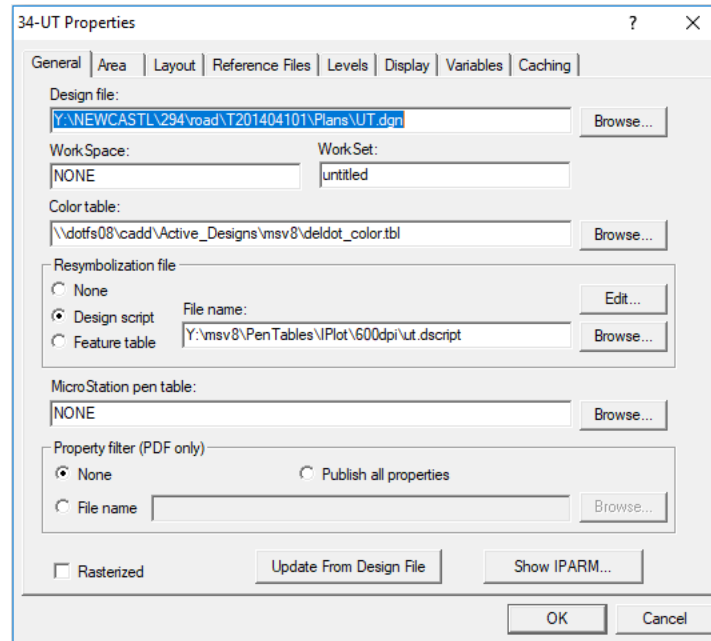 34-UT Properties ? X
General Area Layout Reference Files Levels Display Variables Caching
Design file:
Y:\NEWCASTL\294\road\T201404101\Plans\UT.dgn Browse...
WorkSpace: WorkSet:
NONE untitled
Color table:
\\dotfs08\cadd\Active_Designs\msv8\deldot_color.tbl Browse...
Resymbolization file
None Edit...
Design script File name:
Feature table Y:\msv8\PenTables\IPlot\600dpi\ut.dscript Browse...
MicroStation pen table:
NONE Browse...
Property filter (PDF only)
None Publish all properties
File name Browse...
Rasterized Update From Design File Show IPARM...
OK Cancel